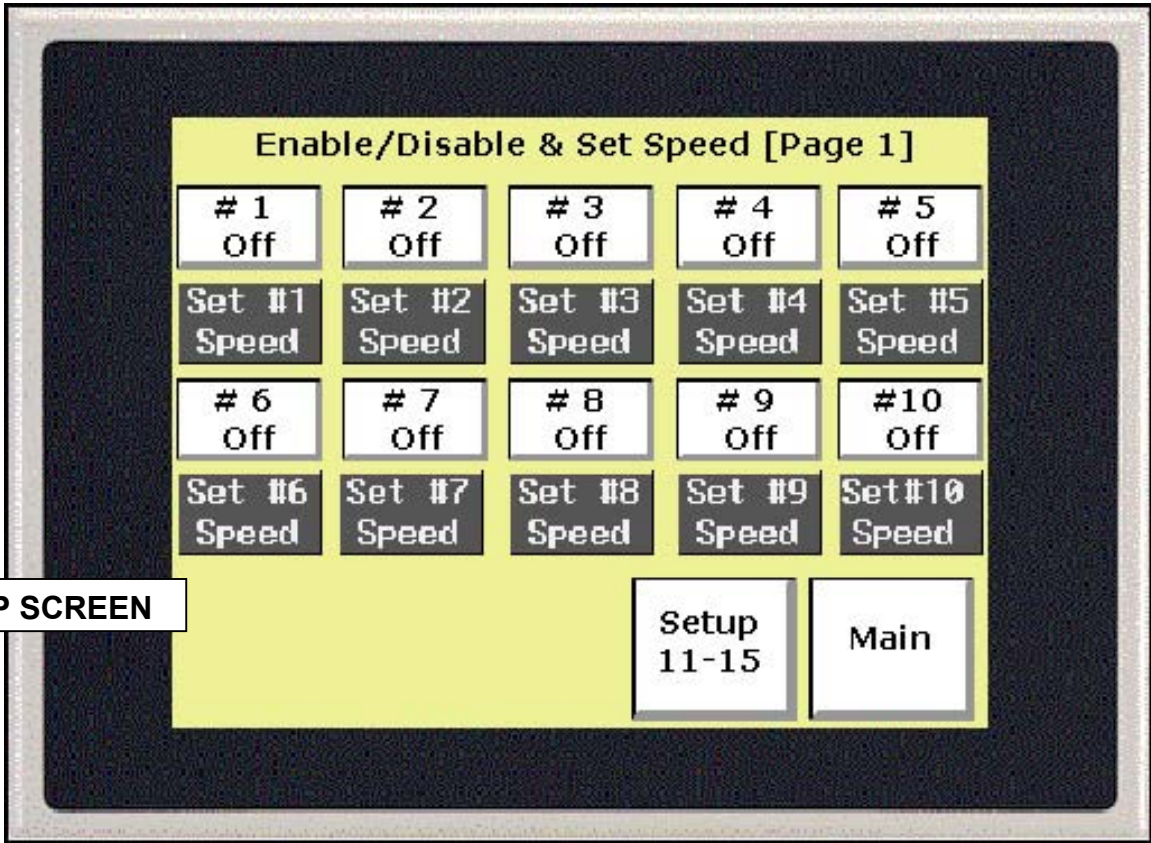 Enable/Disable & Set Speed [Page 1]
# 1 # 2 # 3 # 4 # 5
Off Off Off Off Off
Set #1 Set #2 Set #3 Set #4 Set #5
Speed Speed Speed Speed Speed
# 6 # 7 # 8 # 9 #10
Off Off Off Off Off
Set #6 Set #7 Set #8 Set #9 Set#10
Speed Speed Speed Speed Speed
P SCREEN
Setup Main
11-15